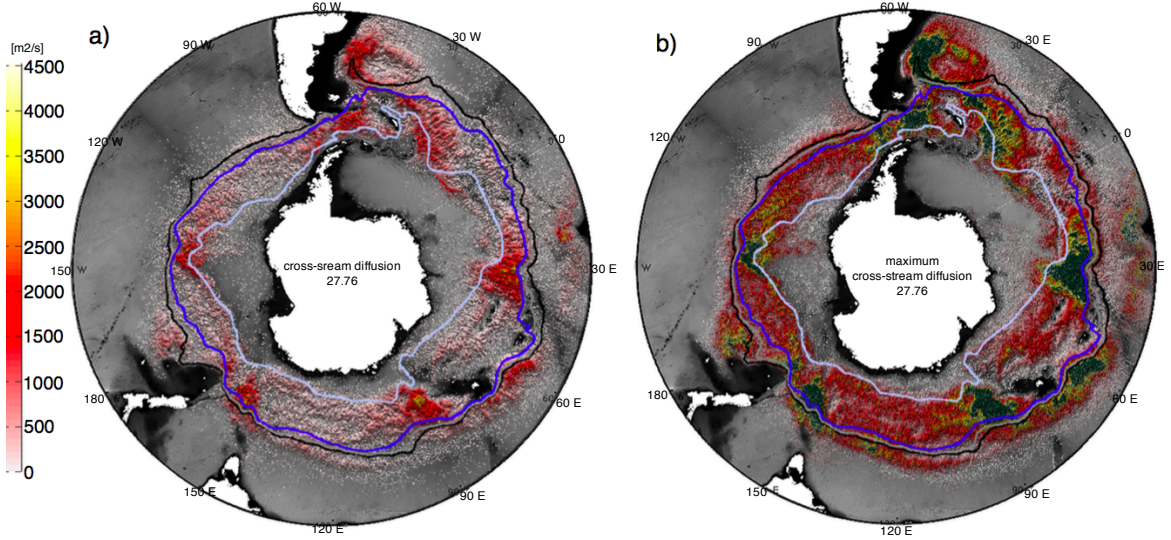 a)
60 W
30 W
0
30 E
60 E
90 E
120 E
150 E
180 E
150 W
120 W
90 W
[m2/s]
4500
4000
3500
3000
2500
2000
1500
1000
500
0
cross-sream diffusion
27.76
b)
60 W
30 E
0
30 E
60 E
90 E
120 E
150 E
180 E
W
120 W
90 W
maximum
cross-stream diffusion
27.76